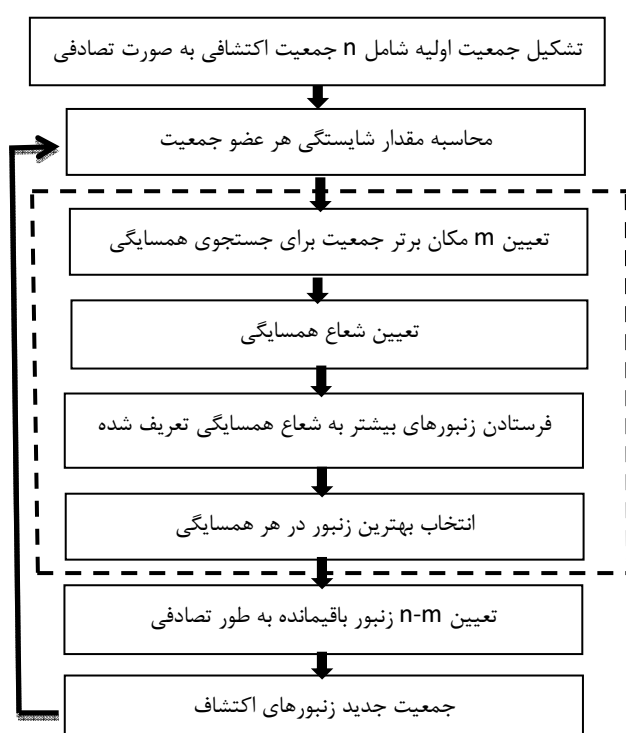 تشکیل جمعیت اولیه شامل n جمعیت اکتشافی به صورت تصادفی
محاسبه مقدار شایستگی هر عضو جمعیت
تعیین m مکان برتر جمعیت برای جستجوی همسایگی
تعیین شعاع همسایگی
فرستادن زنبورهای بیشتر به شعاع همسایگی تعریف شده
انتخاب بهترین زنبور در هر همسایگی
تعیین n-m زنبور باقیمانده به طور تصادفی
جمعیت جدید زنبورهای اکتشاف